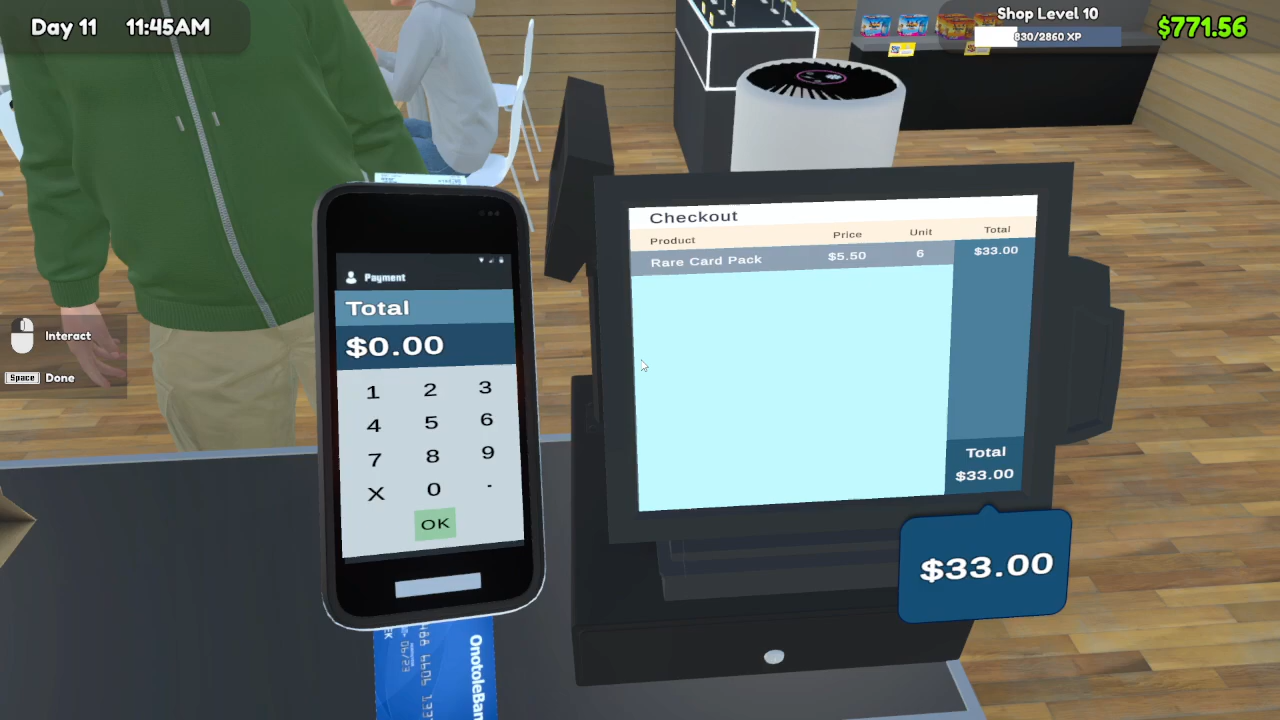 Day 11 11:45AM
Shop Level 10
830/2860 XP
$771.56
Interact
Space Done
Payment
Total
$0.00
1 2 3
4 5 6
7 8 9
X 0 .
OK
OnotoleBan
Checkout
Product Price Unit Total
Rare Card Pack $5.50 6 $33.00
Total
$33.00
$33.00